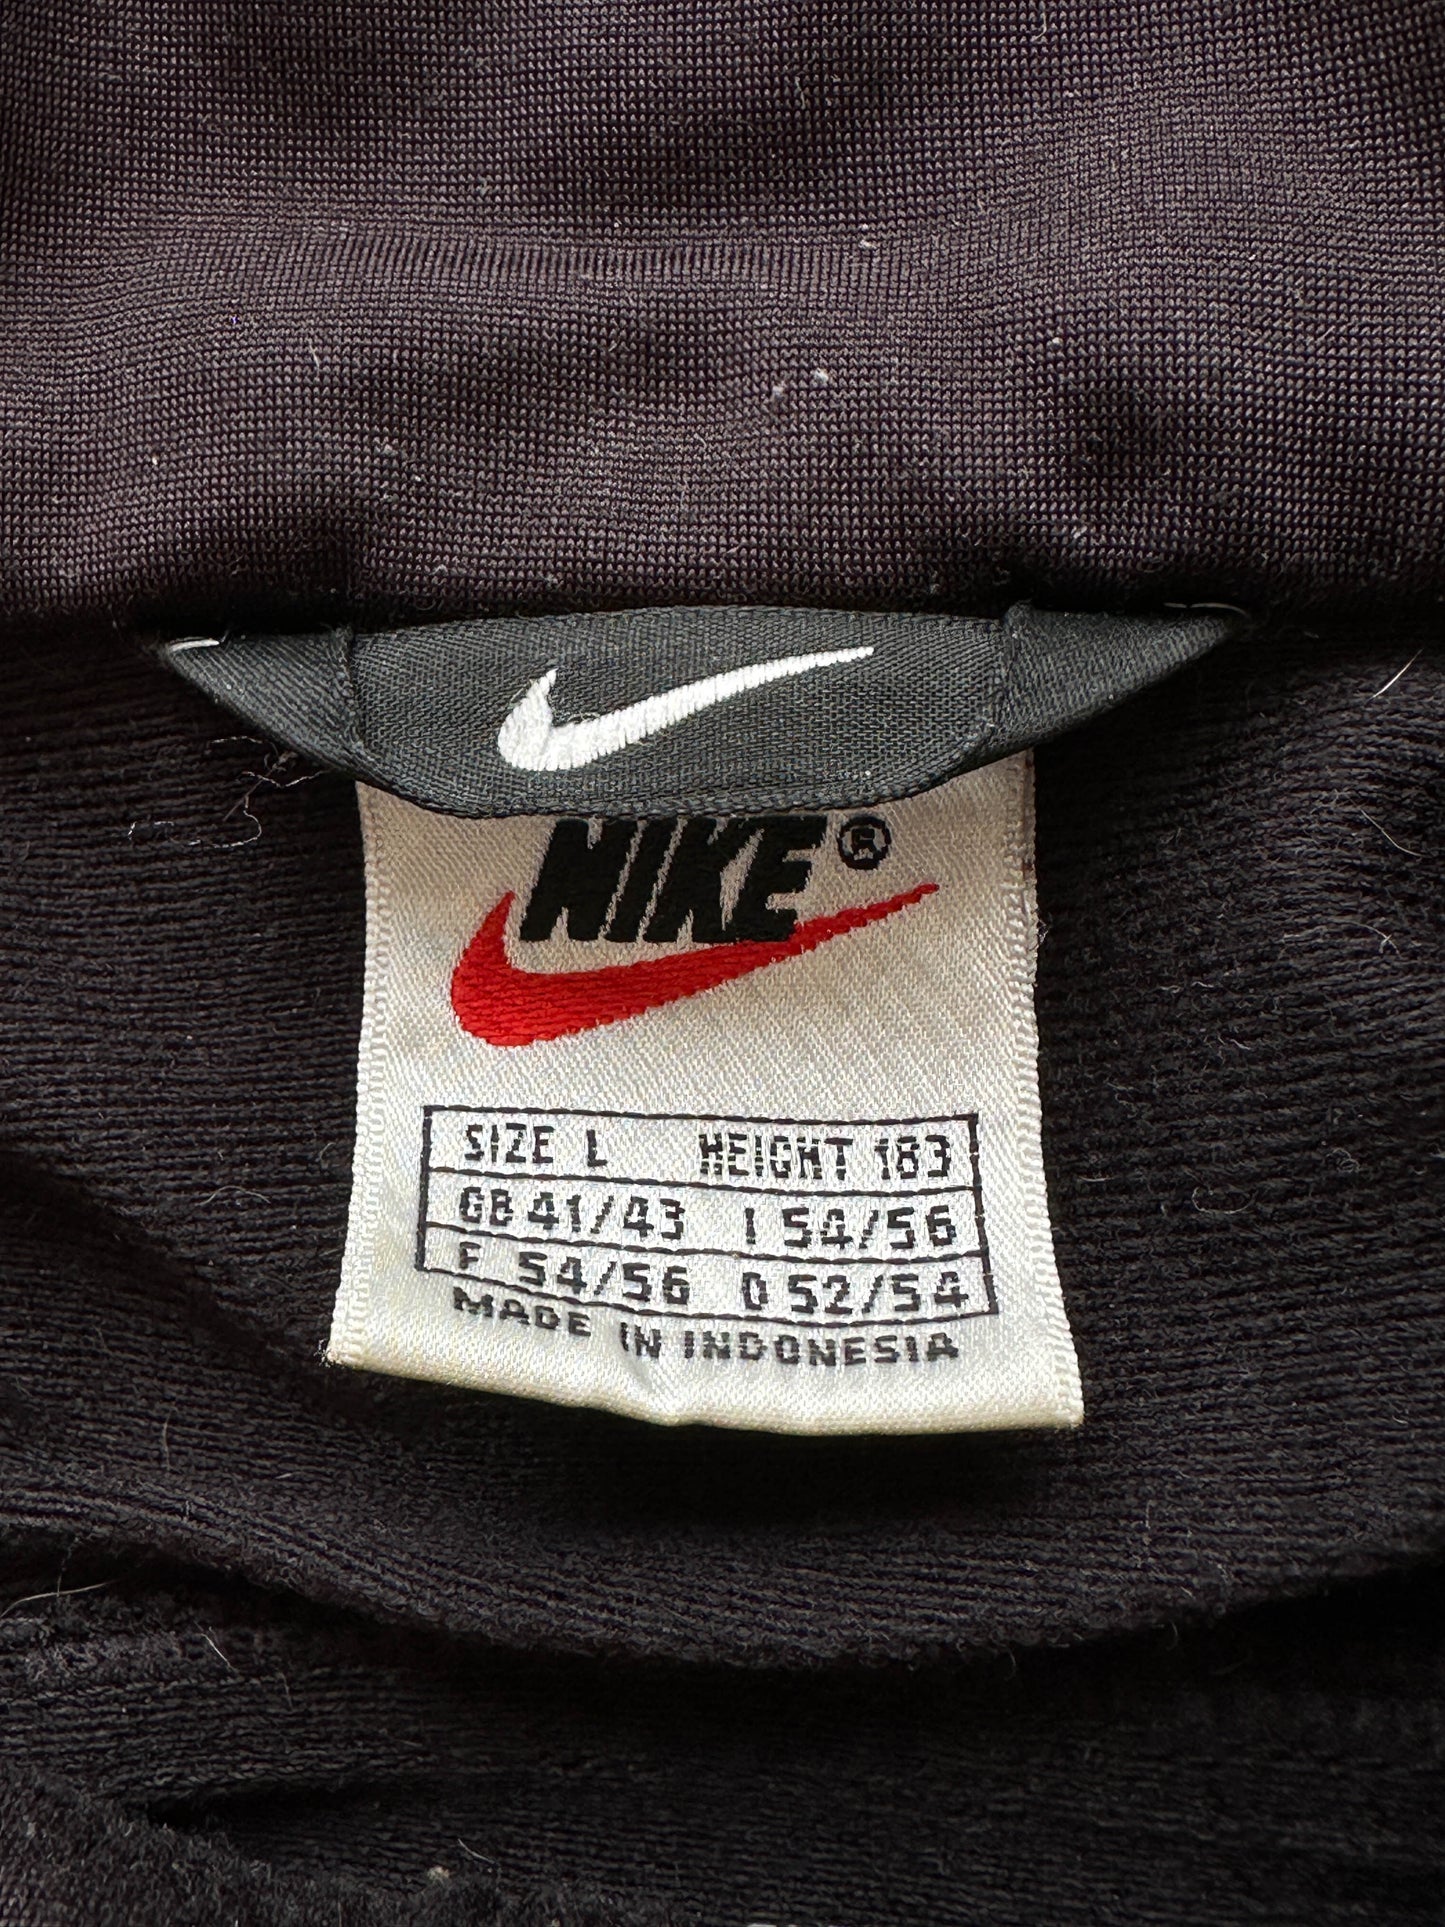 NIKE®
SIZE L HEIGHT 183
GB 41/43 I 54/56
F 54/56 D 52/54
MADE IN INDONESIA